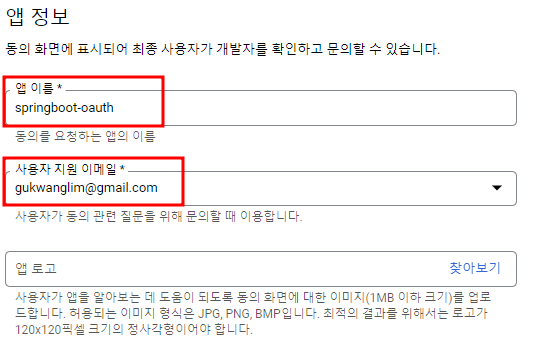 앱 정보
동의 화면에 표시되어 최종 사용자가 개발자를 확인하고 문의할 수 있습니다.
앱 이름 *
springboot-oauth
동의를 요청하는 앱의 이름
사용자 지원 이메일 *
gukwanglim@gmail.com
사용자가 동의 관련 질문을 위해 문의할 때 이용합니다.
앱 로고 찾아보기
사용자가 앱을 알아보는 데 도움이 되도록 동의 화면에 대한 이미지(1MB 이하 크기)를 업로
드합니다. 허용되는 이미지 형식은 JPG, PNG, BMP입니다. 최적의 결과를 위해서는 로고가
120x120픽셀 크기의 정사각형이어야 합니다.